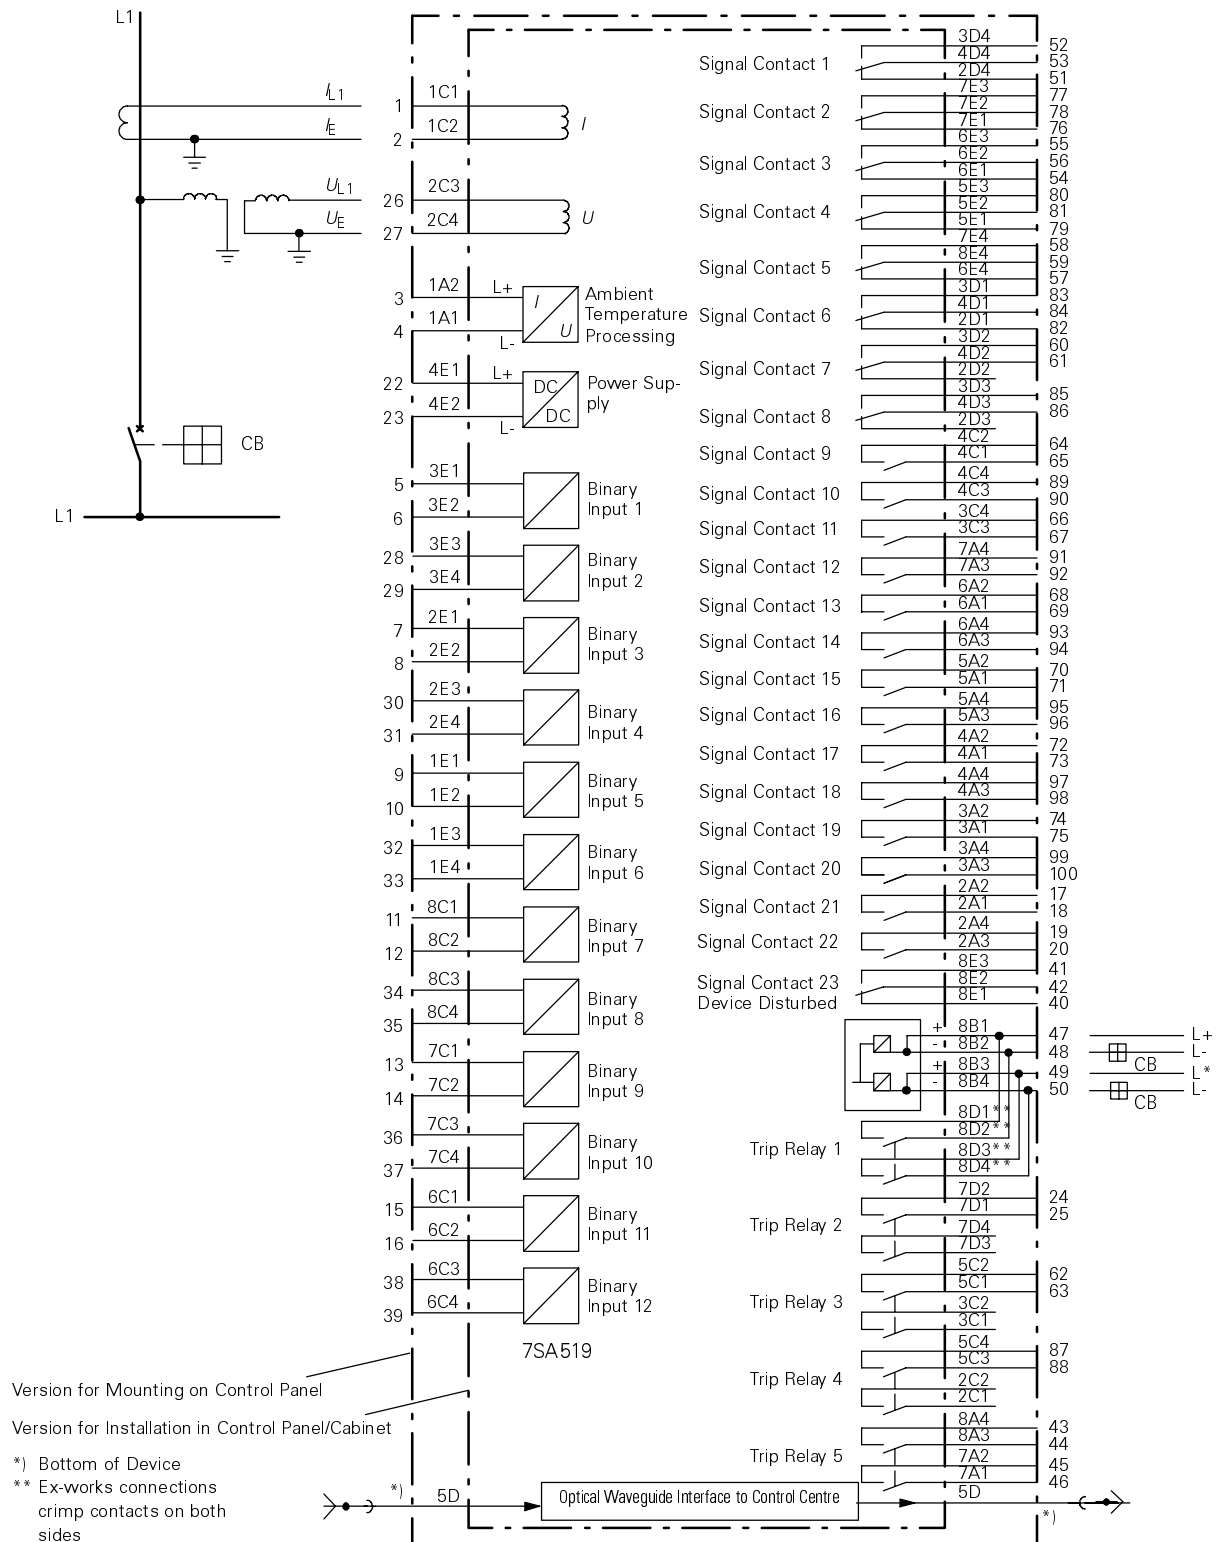 L1
IL1
IE
UL1
UE
CB
L1
1 1C1
2 1C2
I
26 2C3
27 2C4
U
3 1A2 L+
4 1A1 L-
I
U
Ambient
Temperature
Processing
22 4E1 L+
23 4E2 L-
DC
DC
Power Sup-
ply
5 3E1
6 3E2
Binary
Input 1
28 3E3
29 3E4
Binary
Input 2
7 2E1
8 2E2
Binary
Input 3
30 2E3
31 2E4
Binary
Input 4
9 1E1
10 1E2
Binary
Input 5
32 1E3
33 1E4
Binary
Input 6
11 8C1
12 8C2
Binary
Input 7
34 8C3
35 8C4
Binary
Input 8
13 7C1
14 7C2
Binary
Input 9
36 7C3
37 7C4
Binary
Input 10
15 6C1
16 6C2
Binary
Input 11
38 6C3
39 6C4
Binary
Input 12
7SA519
Signal Contact 1
3D4 52
4D4 53
2D4 51
Signal Contact 2
7E3 77
7E2 78
7E1 76
Signal Contact 3
6E3 55
6E2 56
6E1 54
Signal Contact 4
5E3 80
5E2 81
5E1 79
Signal Contact 5
7E4 58
8E4 59
6E4 57
Signal Contact 6
3D1 83
4D1 84
2D1 82
Signal Contact 7
3D2 60
4D2 61
2D2
Signal Contact 8
3D3 85
4D3 86
2D3
Signal Contact 9
4C2 64
4C1 65
Signal Contact 10
4C4 89
4C3 90
Signal Contact 11
3C4 66
3C3 67
Signal Contact 12
7A4 91
7A3 92
Signal Contact 13
6A2 68
6A1 69
Signal Contact 14
6A4 93
6A3 94
Signal Contact 15
5A2 70
5A1 71
Signal Contact 16
5A4 95
5A3 96
Signal Contact 17
4A2 72
4A1 73
Signal Contact 18
4A4 97
4A3 98
Signal Contact 19
3A2 74
3A1 75
Signal Contact 20
3A4 99
3A3 100
Signal Contact 21
2A2 17
2A1 18
Signal Contact 22
2A4 19
2A3 20
Signal Contact 23
Device Disturbed
8E3 41
8E2 42
8E1 40
+ 8B1 47 L+
- 8B2 48 CB L-
+ 8B3 49 L*
- 8B4 50 CB L-
Trip Relay 1
8D1**
8D2**
8D3**
8D4**
Trip Relay 2
7D2 24
7D1 25
7D4
7D3
Trip Relay 3
5C2 62
5C1 63
3C2
3C1
Trip Relay 4
5C4 87
5C3 88
2C2
2C1
Trip Relay 5
8A4 43
8A3 44
7A2 45
7A1 46
Version for Mounting on Control Panel
Version for Installation in Control Panel/Cabinet
*) Bottom of Device
** Ex-works connections
crimp contacts on both
sides
*) 5D Optical Waveguide Interface to Control Centre 5D *)